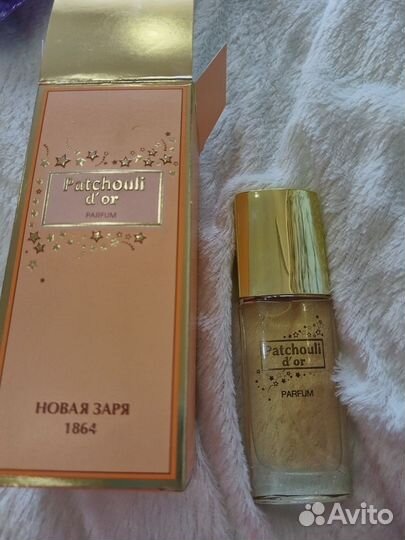 Patchouli
d'or
PARFUM
НОВАЯ ЗАРЯ
1864
Patchouli
d'or
PARFUM
Avito